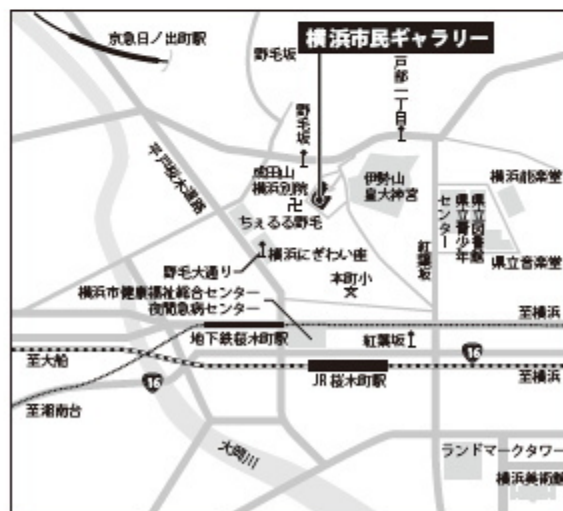 京急日ノ出町駅
野毛坂
横浜市民ギャラリー
戸部一丁目
野毛坂
平戸桜木道路
成田山
横浜別院
卍
伊勢山
皇大神宮
横浜能楽堂
ちぇるる野毛
県立図書館
県立青少年
センター
紅葉坂
横浜にぎわい座
県立音楽堂
野毛大通り
本町小
文
横浜市健康福祉総合センター
夜間急病センター
至横浜
地下鉄桜木町駅
紅葉坂
16
至大船
16
JR桜木町駅
至横浜
至湘南台
大岡川
ランドマークタワー
横浜美術館